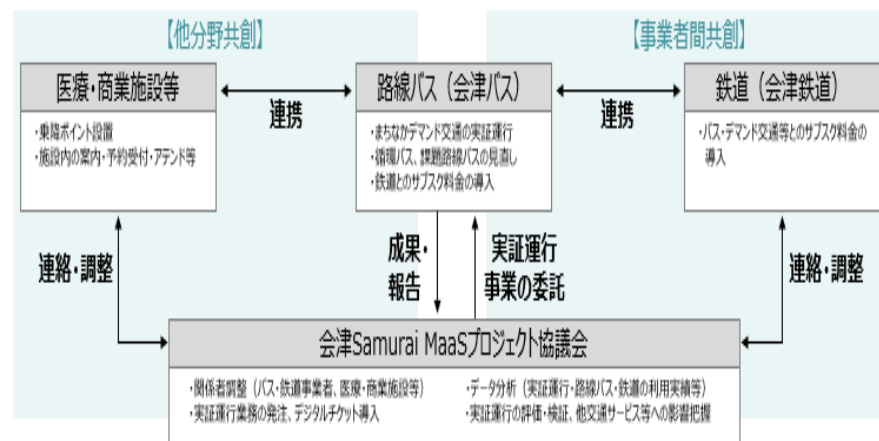 【他分野共創】
【事業者間共創】
医療・商業施設等
・乗降ポイント設置
・施設内の案内・予約受付・アテンド等
連携
路線バス（会津バス）
・まちなかデマンド交通の実証運行
・循環バス、課題路線バスの見直し
・鉄道とのサブスク料金の導入
連携
鉄道（会津鉄道）
・バス・デマンド交通等とのサブスク料金の
導入
連絡・調整
成果・
報告
実証運行
事業の委託
連絡・調整
会津Samurai MaaSプロジェクト協議会
・関係者調整（バス・鉄道事業者、医療・商業施設等）
・実証運行業務の発注、デジタルチケット導入
・データ分析（実証運行・路線バス・鉄道の利用実績等）
・実証運行の評価・検証、他交通サービス等への影響把握